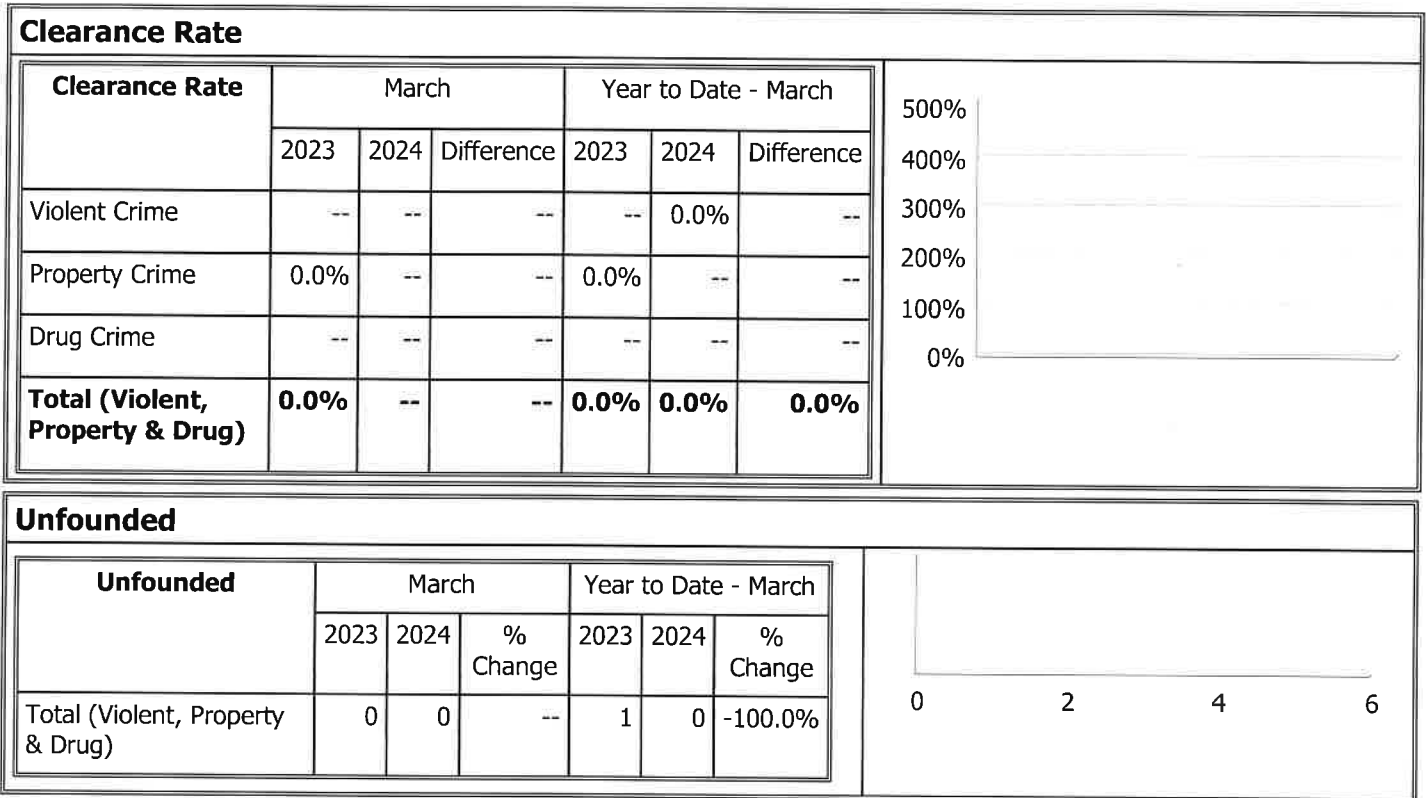 Clearance Rate
Clearance Rate March Year to Date - March
2023 2024 Difference 2023 2024 Difference
Violent Crime -- -- -- -- 0.0% --
Property Crime 0.0% -- -- 0.0% -- --
Drug Crime -- -- -- -- -- --
Total (Violent,
Property & Drug) 0.0% -- -- 0.0% 0.0% 0.0%
500%
400%
300%
200%
100%
0%
Unfounded
Unfounded March Year to Date - March
2023 2024 %
Change 2023 2024 %
Change
Total (Violent, Property
& Drug) 0 0 -- 1 0 -100.0%
0 2 4 6